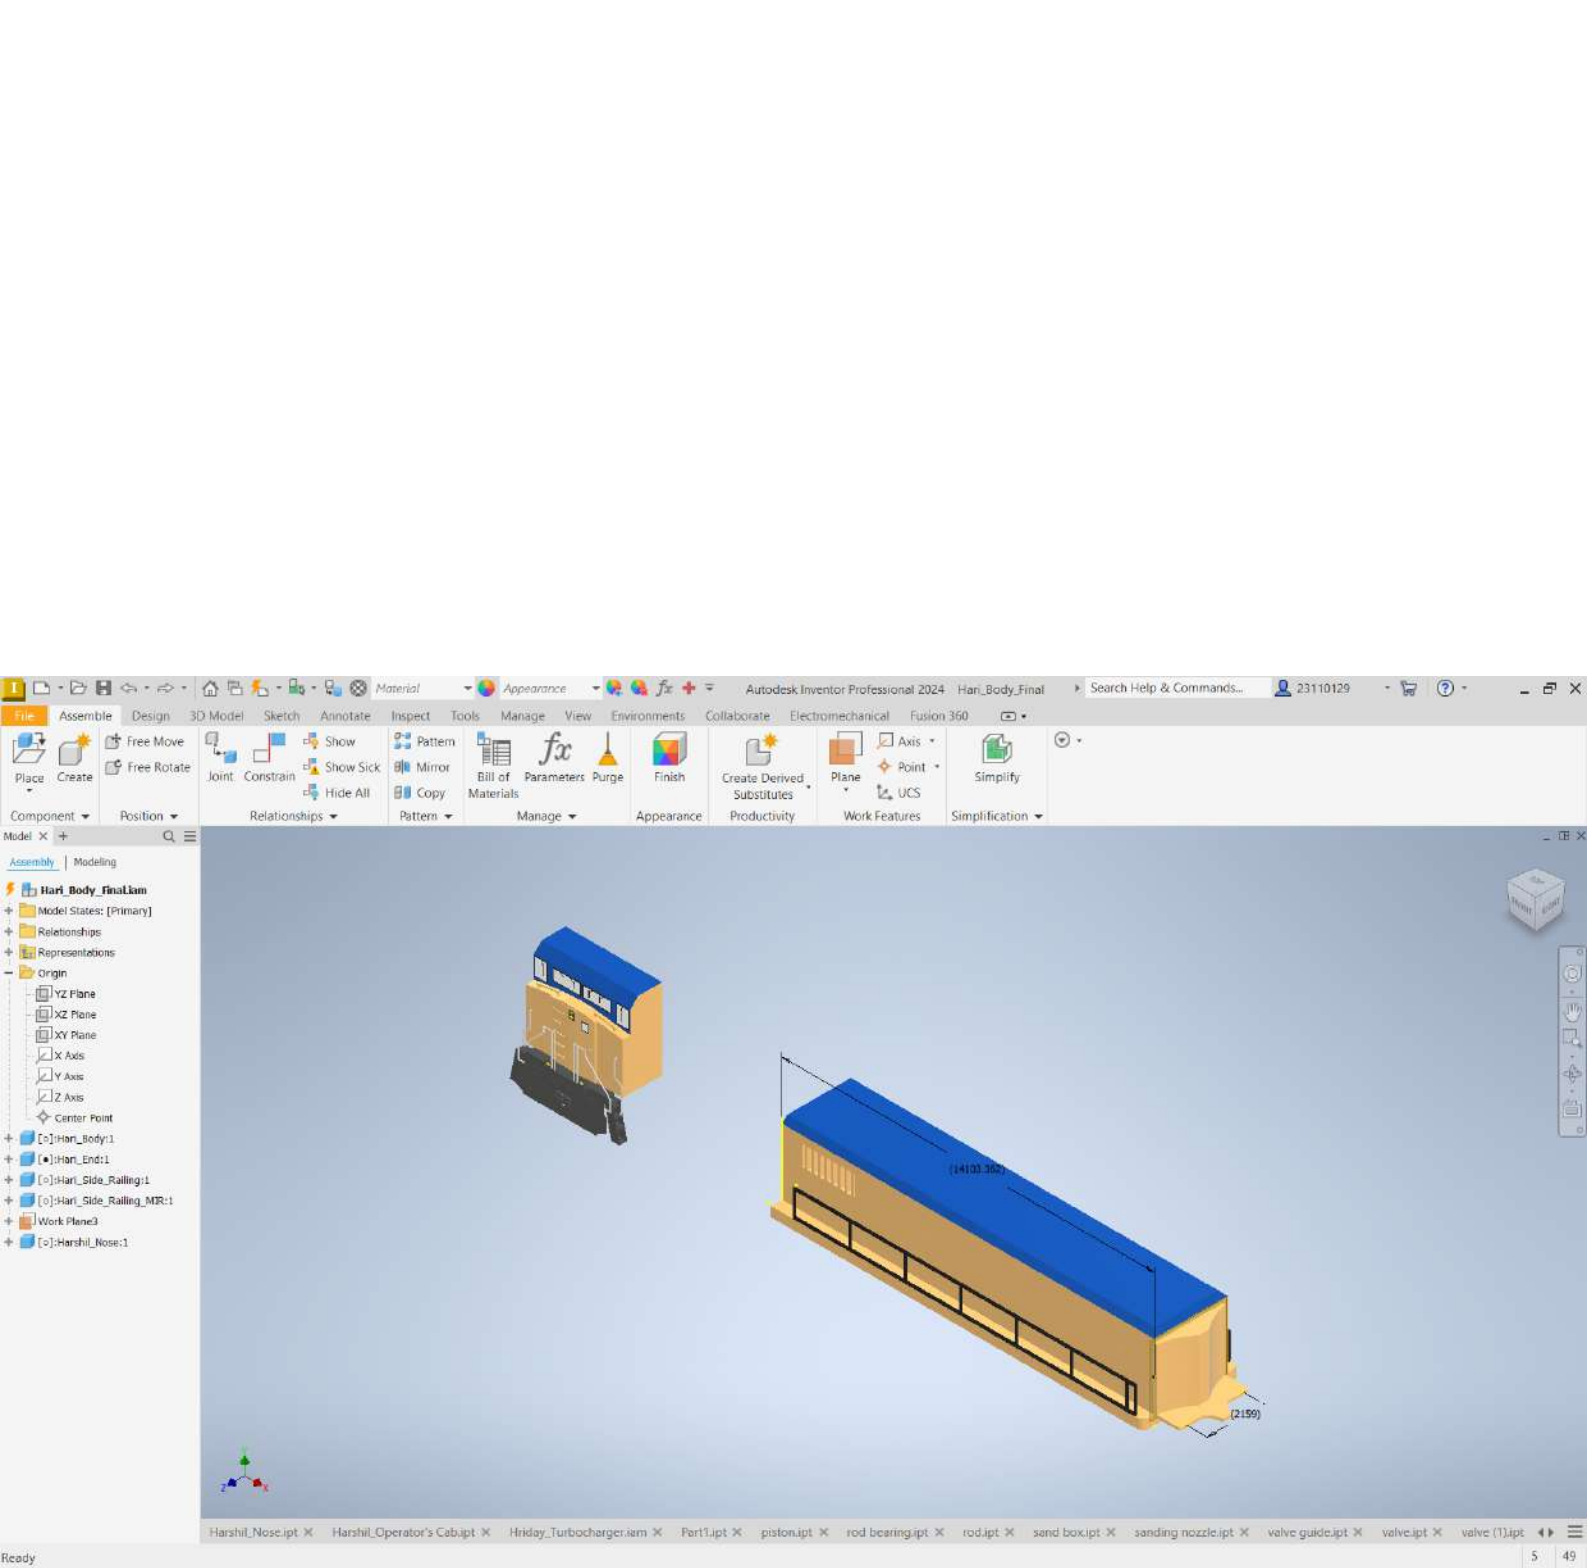 Material
Appearance
Autodesk Inventor Professional 2024 Hari_Body_Final
Search Help & Commands...
23110129
File Assemble Design 3D Model Sketch Annotate Inspect Tools Manage View Environments Collaborate Electromechanical Fusion 360
Place
Create
Free Move
Free Rotate
Joint
Constrain
Show
Show Sick
Hide All
Pattern
Mirror
Copy
Bill of
Materials
Parameters
Purge
Finish
Create Derived
Substitutes
Plane
Axis
Point
UCS
Simplify
Component Position Relationships Pattern Manage Appearance Productivity Work Features Simplification
Model
Assembly | Modeling
Hari_Body_Final.iam
Model States: [Primary]
Relationships
Representations
Origin
YZ Plane
XZ Plane
XY Plane
X Axis
Y Axis
Z Axis
Center Point
[○]:Hari_Body:1
[●]:Hari_End:1
[○]:Hari_Side_Railing:1
[○]:Hari_Side_Railing_MIR:1
Work Plane3
[○]:Harshil_Nose:1
(14103.362)
(2159)
Z
X
Harshil_Nose.ipt Harshil_Operator's Cab.ipt Hriday_Turbocharger.iam Part1.ipt piston.ipt rod bearing.ipt rod.ipt sand box.ipt sanding nozzle.ipt valve guide.ipt valve.ipt valve (1).ipt
Ready
5 49